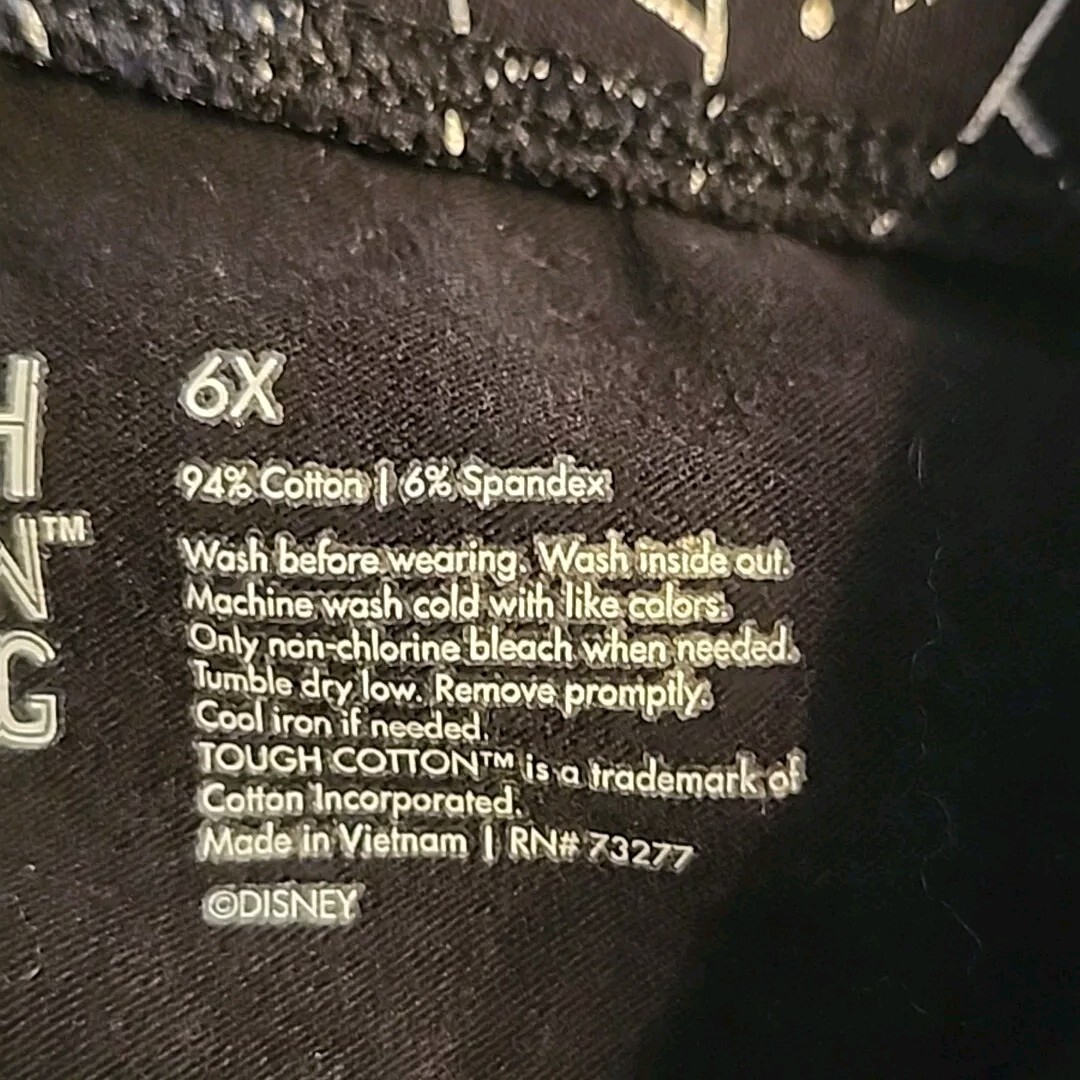 H
N™
G
6X
94% Cotton | 6% Spandex
Wash before wearing. Wash inside out.
Machine wash cold with like colors.
Only non-chlorine bleach when needed.
Tumble dry low. Remove promptly.
Cool iron if needed.
TOUGH COTTON™ is a trademark of
Cotton Incorporated.
Made in Vietnam | RN# 73277
©DISNEY